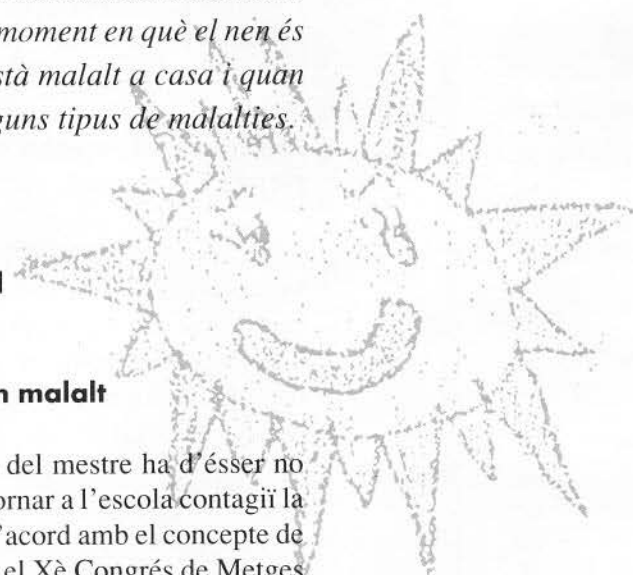 moment en què el nen és
stà malalt a casa i quan
guns tipus de malalties.
n malalt
del mestre ha d'ésser no
ornar a l'escola contagiï la
'acord amb el concepte de
el Xè Congrés de Metges